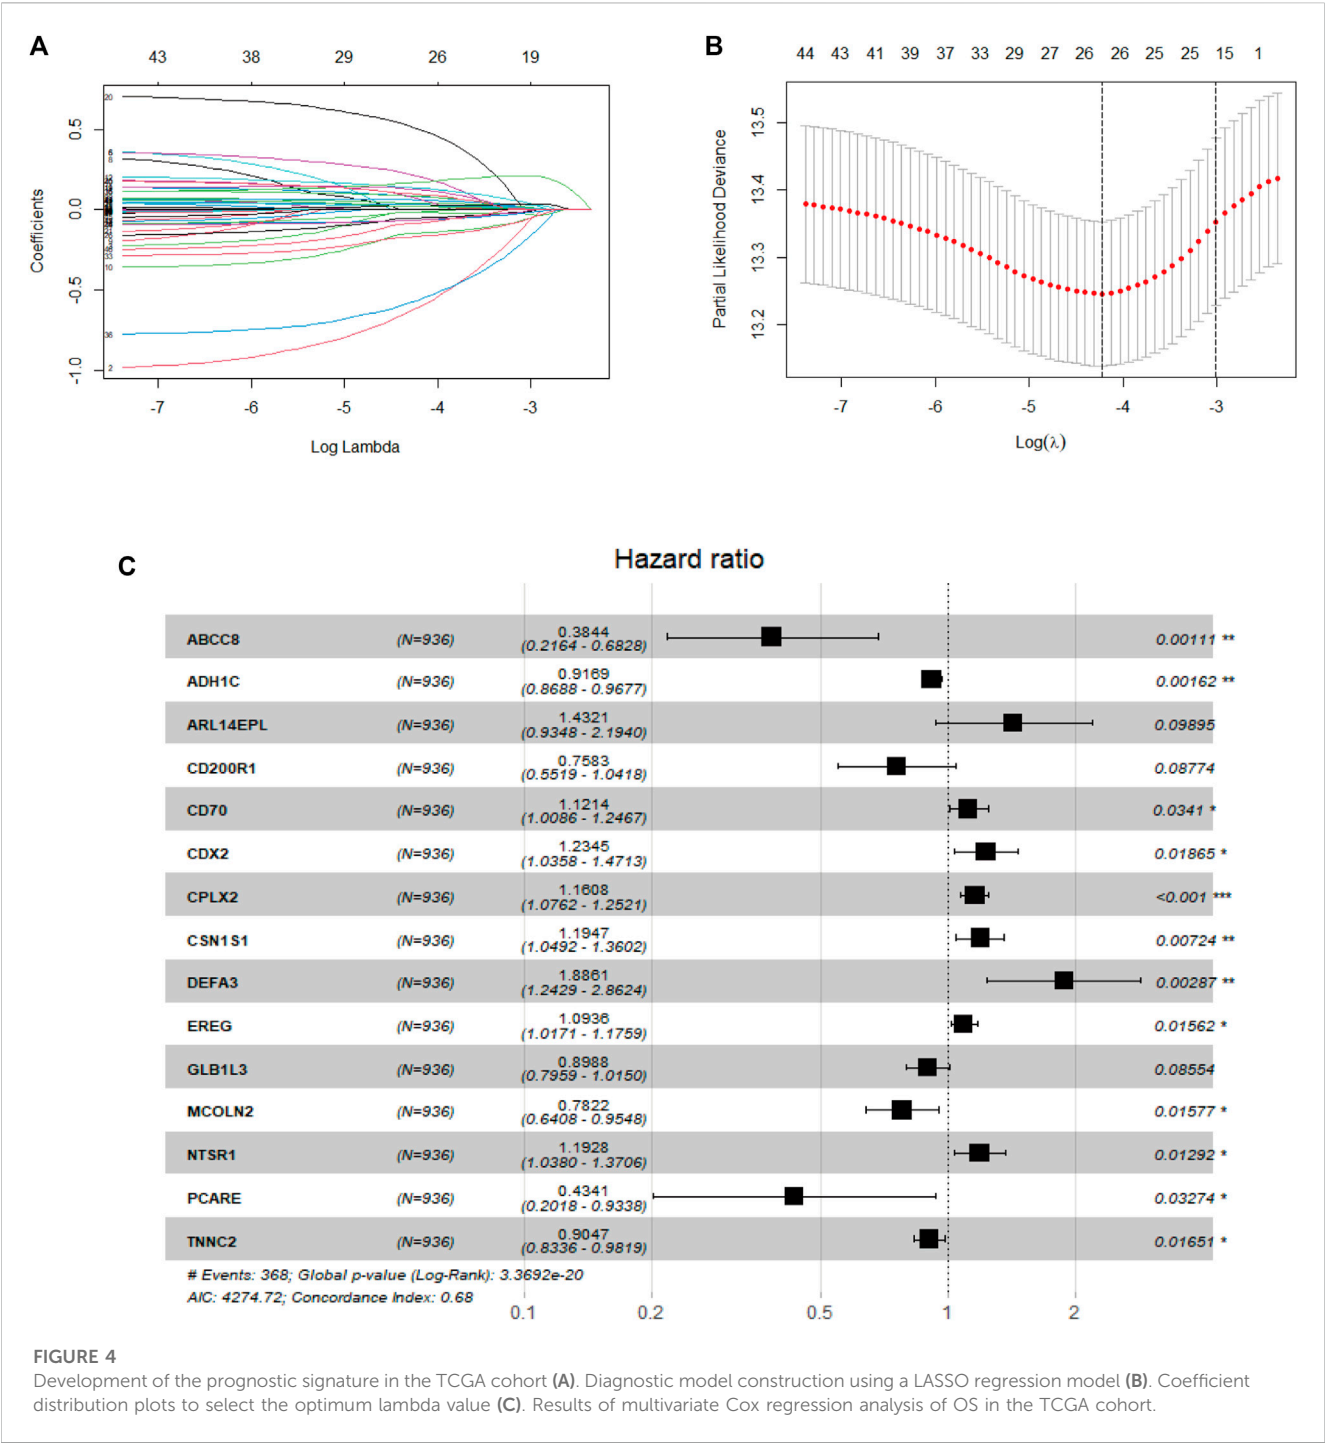 A
43 38 29 26 19
20
8
10
33
36
2
0.5
0.0
-0.5
-1.0
Coefficients
-7 -6 -5 -4 -3
Log Lambda
B
44 43 41 39 37 33 29 27 26 26 25 25 15 1
13.5
13.4
13.3
13.2
Partial Likelihood Deviance
-7 -6 -5 -4 -3
Log(λ)
C
Hazard ratio
ABCC8 (N=936) 0.3844 (0.2164 - 0.6828) 0.00111 **
ADH1C (N=936) 0.9169 (0.8688 - 0.9677) 0.00162 **
ARL14EPL (N=936) 1.4321 (0.9348 - 2.1940) 0.09895
CD200R1 (N=936) 0.7583 (0.5519 - 1.0418) 0.08774
CD70 (N=936) 1.1214 (1.0086 - 1.2467) 0.0341 *
CDX2 (N=936) 1.2345 (1.0358 - 1.4713) 0.01865 *
CPLX2 (N=936) 1.1608 (1.0762 - 1.2521) <0.001 ***
CSN1S1 (N=936) 1.1947 (1.0492 - 1.3602) 0.00724 **
DEFA3 (N=936) 1.8861 (1.2429 - 2.8624) 0.00287 **
EREG (N=936) 1.0936 (1.0171 - 1.1759) 0.01562 *
GLB1L3 (N=936) 0.8988 (0.7959 - 1.0150) 0.08554
MCOLN2 (N=936) 0.7822 (0.6408 - 0.9548) 0.01577 *
NTSR1 (N=936) 1.1928 (1.0380 - 1.3706) 0.01292 *
PCARE (N=936) 0.4341 (0.2018 - 0.9338) 0.03274 *
TNNC2 (N=936) 0.9047 (0.8336 - 0.9819) 0.01651 *
# Events: 368; Global p-value (Log-Rank): 3.3692e-20
AIC: 4274.72; Concordance Index: 0.68
0.1 0.2 0.5 1 2
FIGURE 4
Development of the prognostic signature in the TCGA cohort (A). Diagnostic model construction using a LASSO regression model (B). Coefficient
distribution plots to select the optimum lambda value (C). Results of multivariate Cox regression analysis of OS in the TCGA cohort.